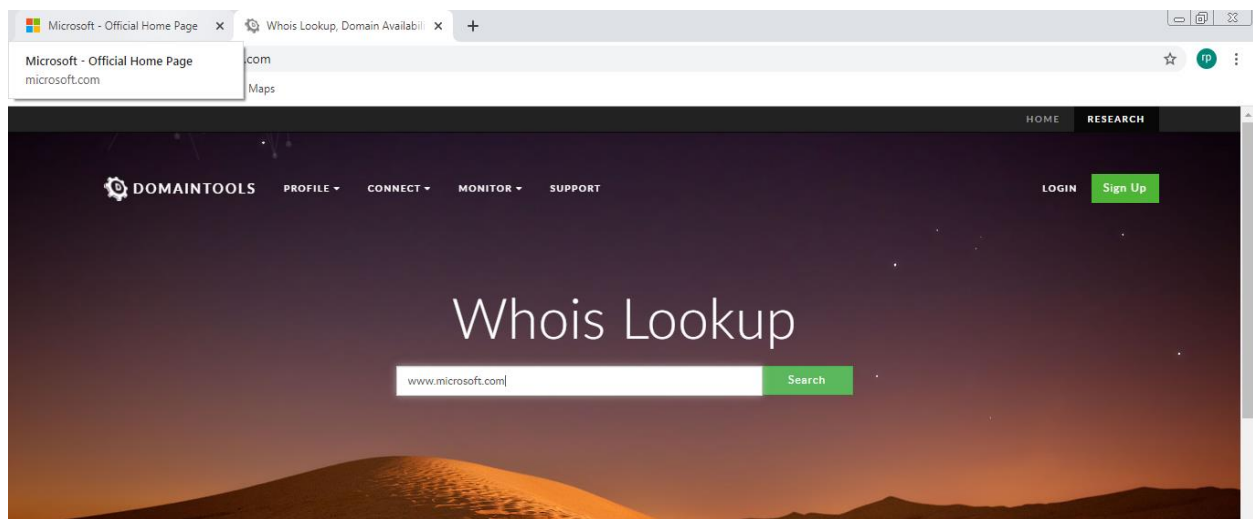 Microsoft - Official Home Page
Whois Lookup, Domain Availabili
Microsoft - Official Home Page
microsoft.com
.com
rp
Maps
HOME RESEARCH
DOMAINTOOLS PROFILE CONNECT MONITOR SUPPORT LOGIN Sign Up
Whois Lookup
www.microsoft.com Search